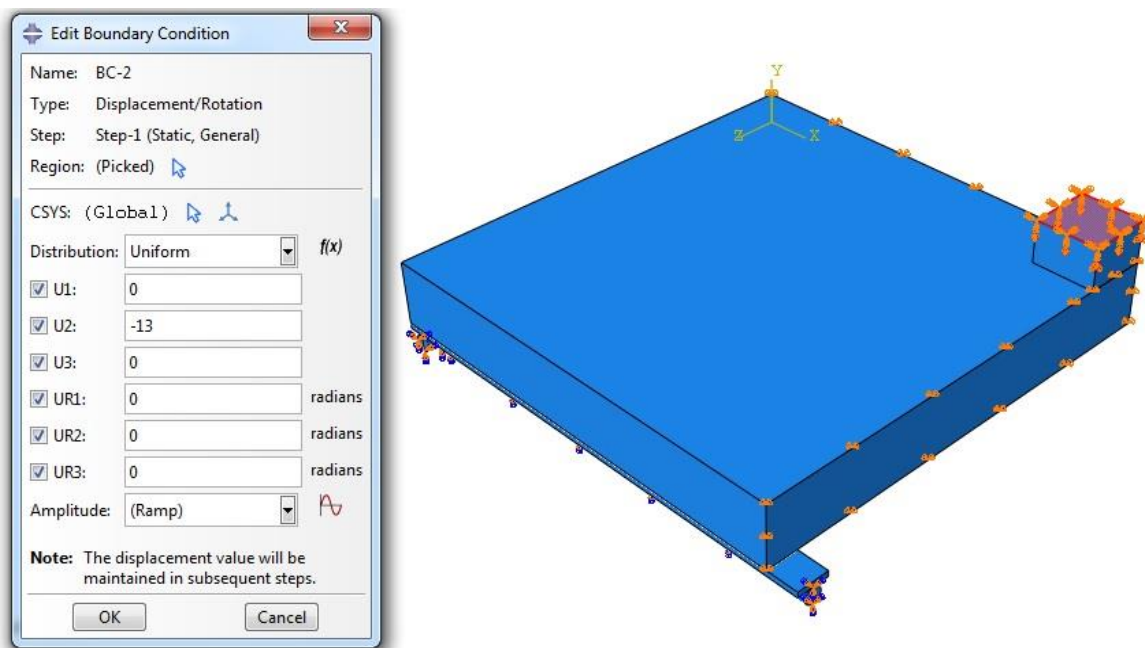 Edit Boundary Condition
Name: BC-2
Type: Displacement/Rotation
Step: Step-1 (Static, General)
Region: (Picked)
CSYS: (Global)
Distribution: Uniform f(x)
U1: 0
U2: -13
U3: 0
UR1: 0 radians
UR2: 0 radians
UR3: 0 radians
Amplitude: (Ramp)
Note: The displacement value will be
maintained in subsequent steps.
OK Cancel
Y
Z X